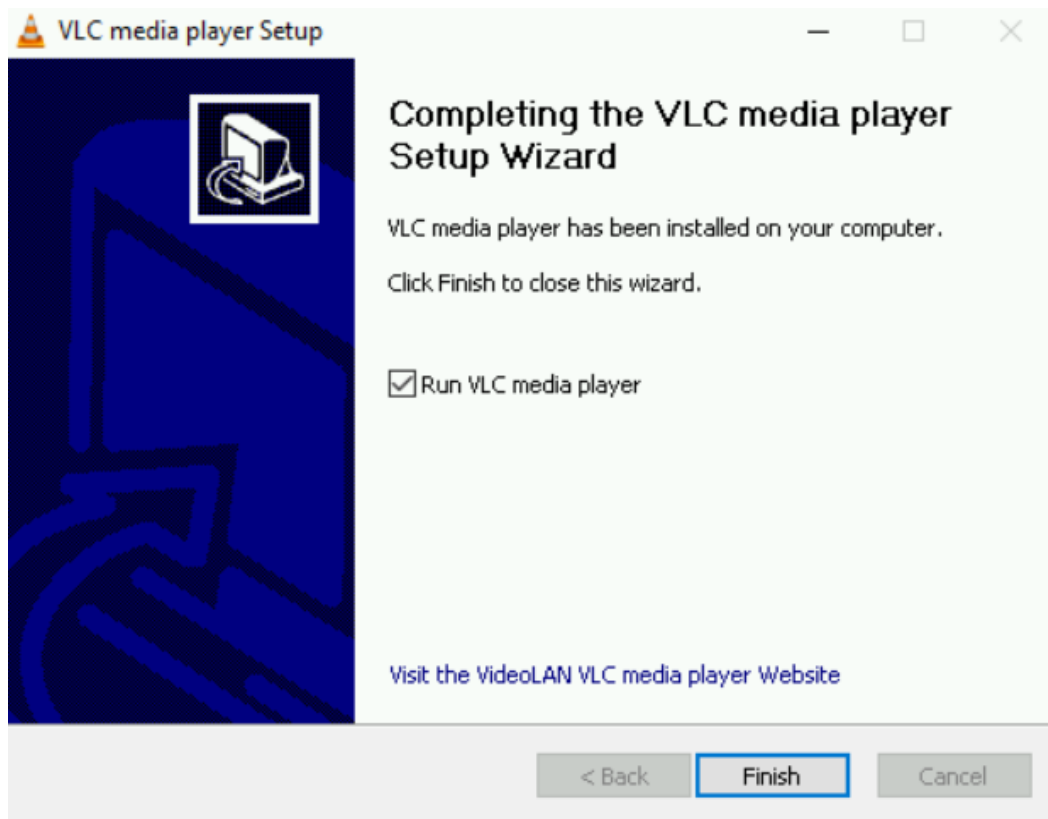 VLC media player Setup
Completing the VLC media player
Setup Wizard
VLC media player has been installed on your computer.
Click Finish to close this wizard.
Run VLC media player
Visit the VideoLAN VLC media player Website
< Back Finish Cancel